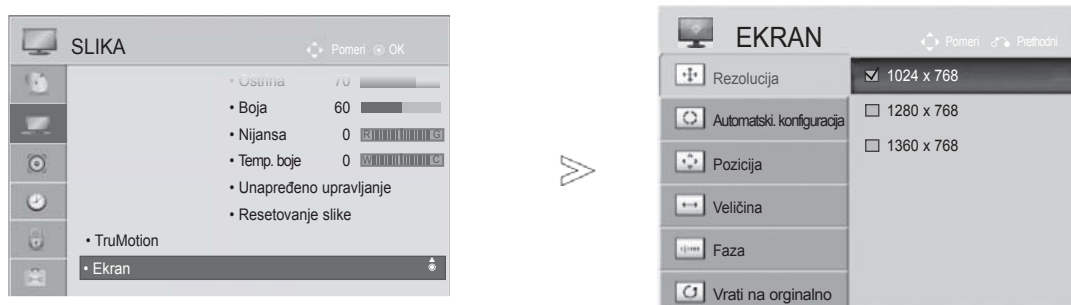 SLIKA
Pomeri OK
• Oštrina 70
• Boja 60
• Nijansa 0 R G
• Temp. boje 0 W C
• Unapređeno upravljanje
• Resetovanje slike
• TruMotion
• Ekran
EKRAN
Pomeri Prethodni
Rezolucija
Automatski. konfiguracija
Pozicija
Veličina
Faza
Vrati na orginalno
1024 x 768
1280 x 768
1360 x 768